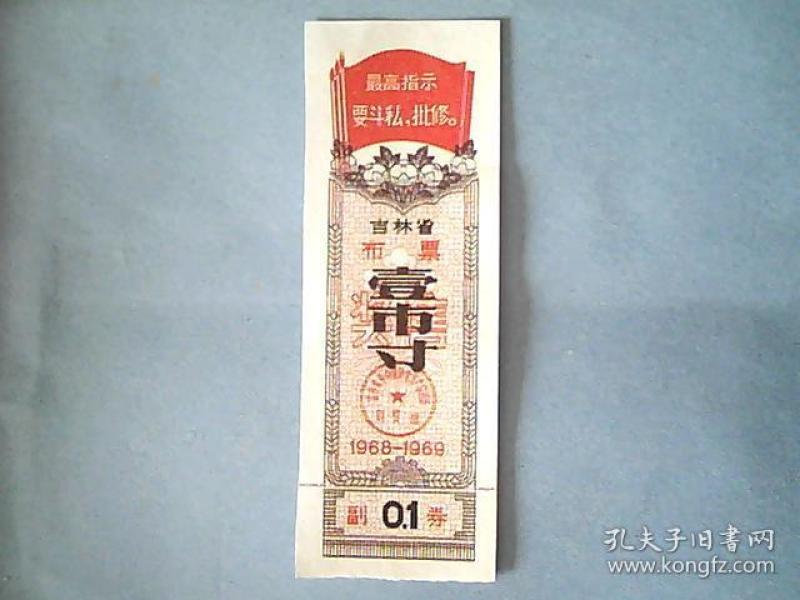 最高指示
要斗私,批修。
吉林省
布票
壹市寸
1968-1969
副 0.1 券
孔夫子旧书网
www.kongfz.com